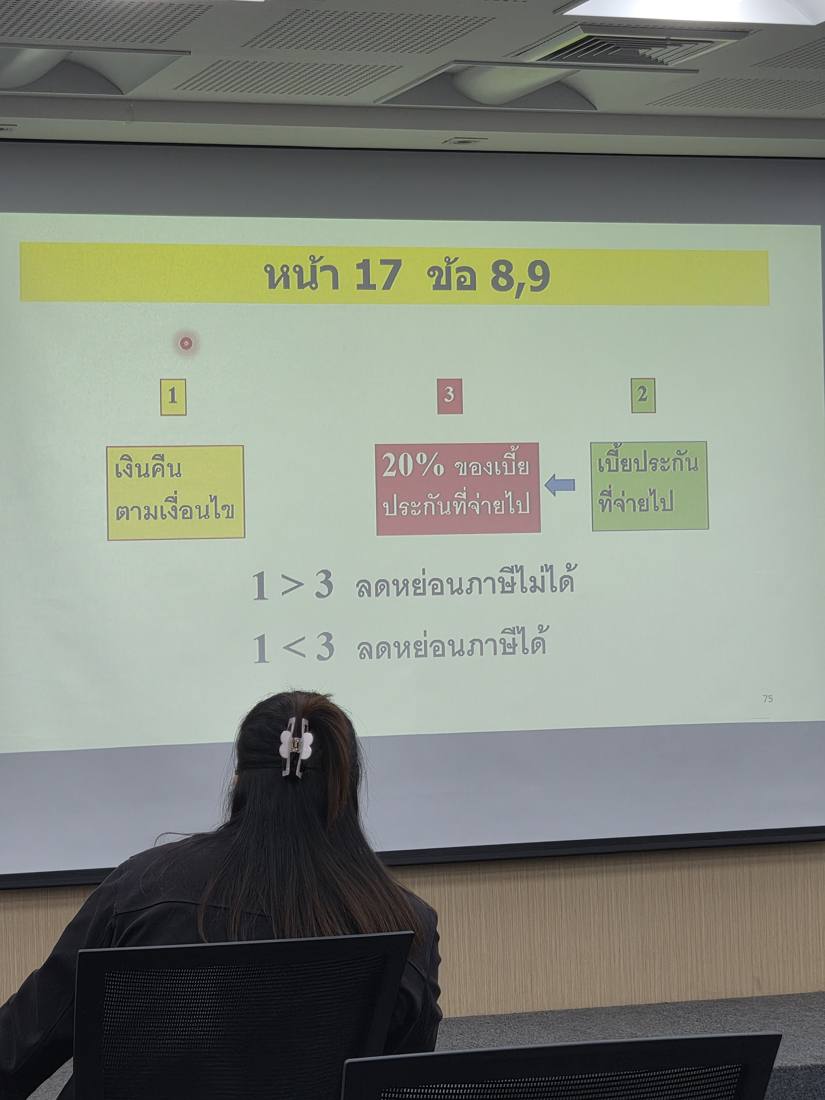 หน้า 17 ข้อ 8,9
1
3
2
เงินคืน
ตามเงื่อนไข
20% ของเบี้ย
ประกันที่จ่ายไป
เบี้ยประกัน
ที่จ่ายไป
1 > 3 ลดหย่อนภาษีไม่ได้
1 < 3 ลดหย่อนภาษีได้
75